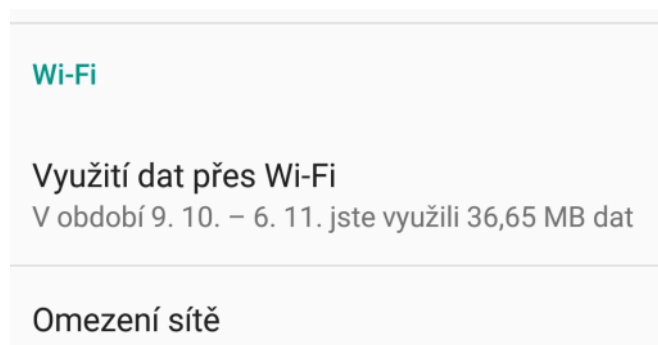 Wi-Fi
Využití dat přes Wi-Fi
V období 9. 10. – 6. 11. jste využili 36,65 MB dat
Omezení sítě